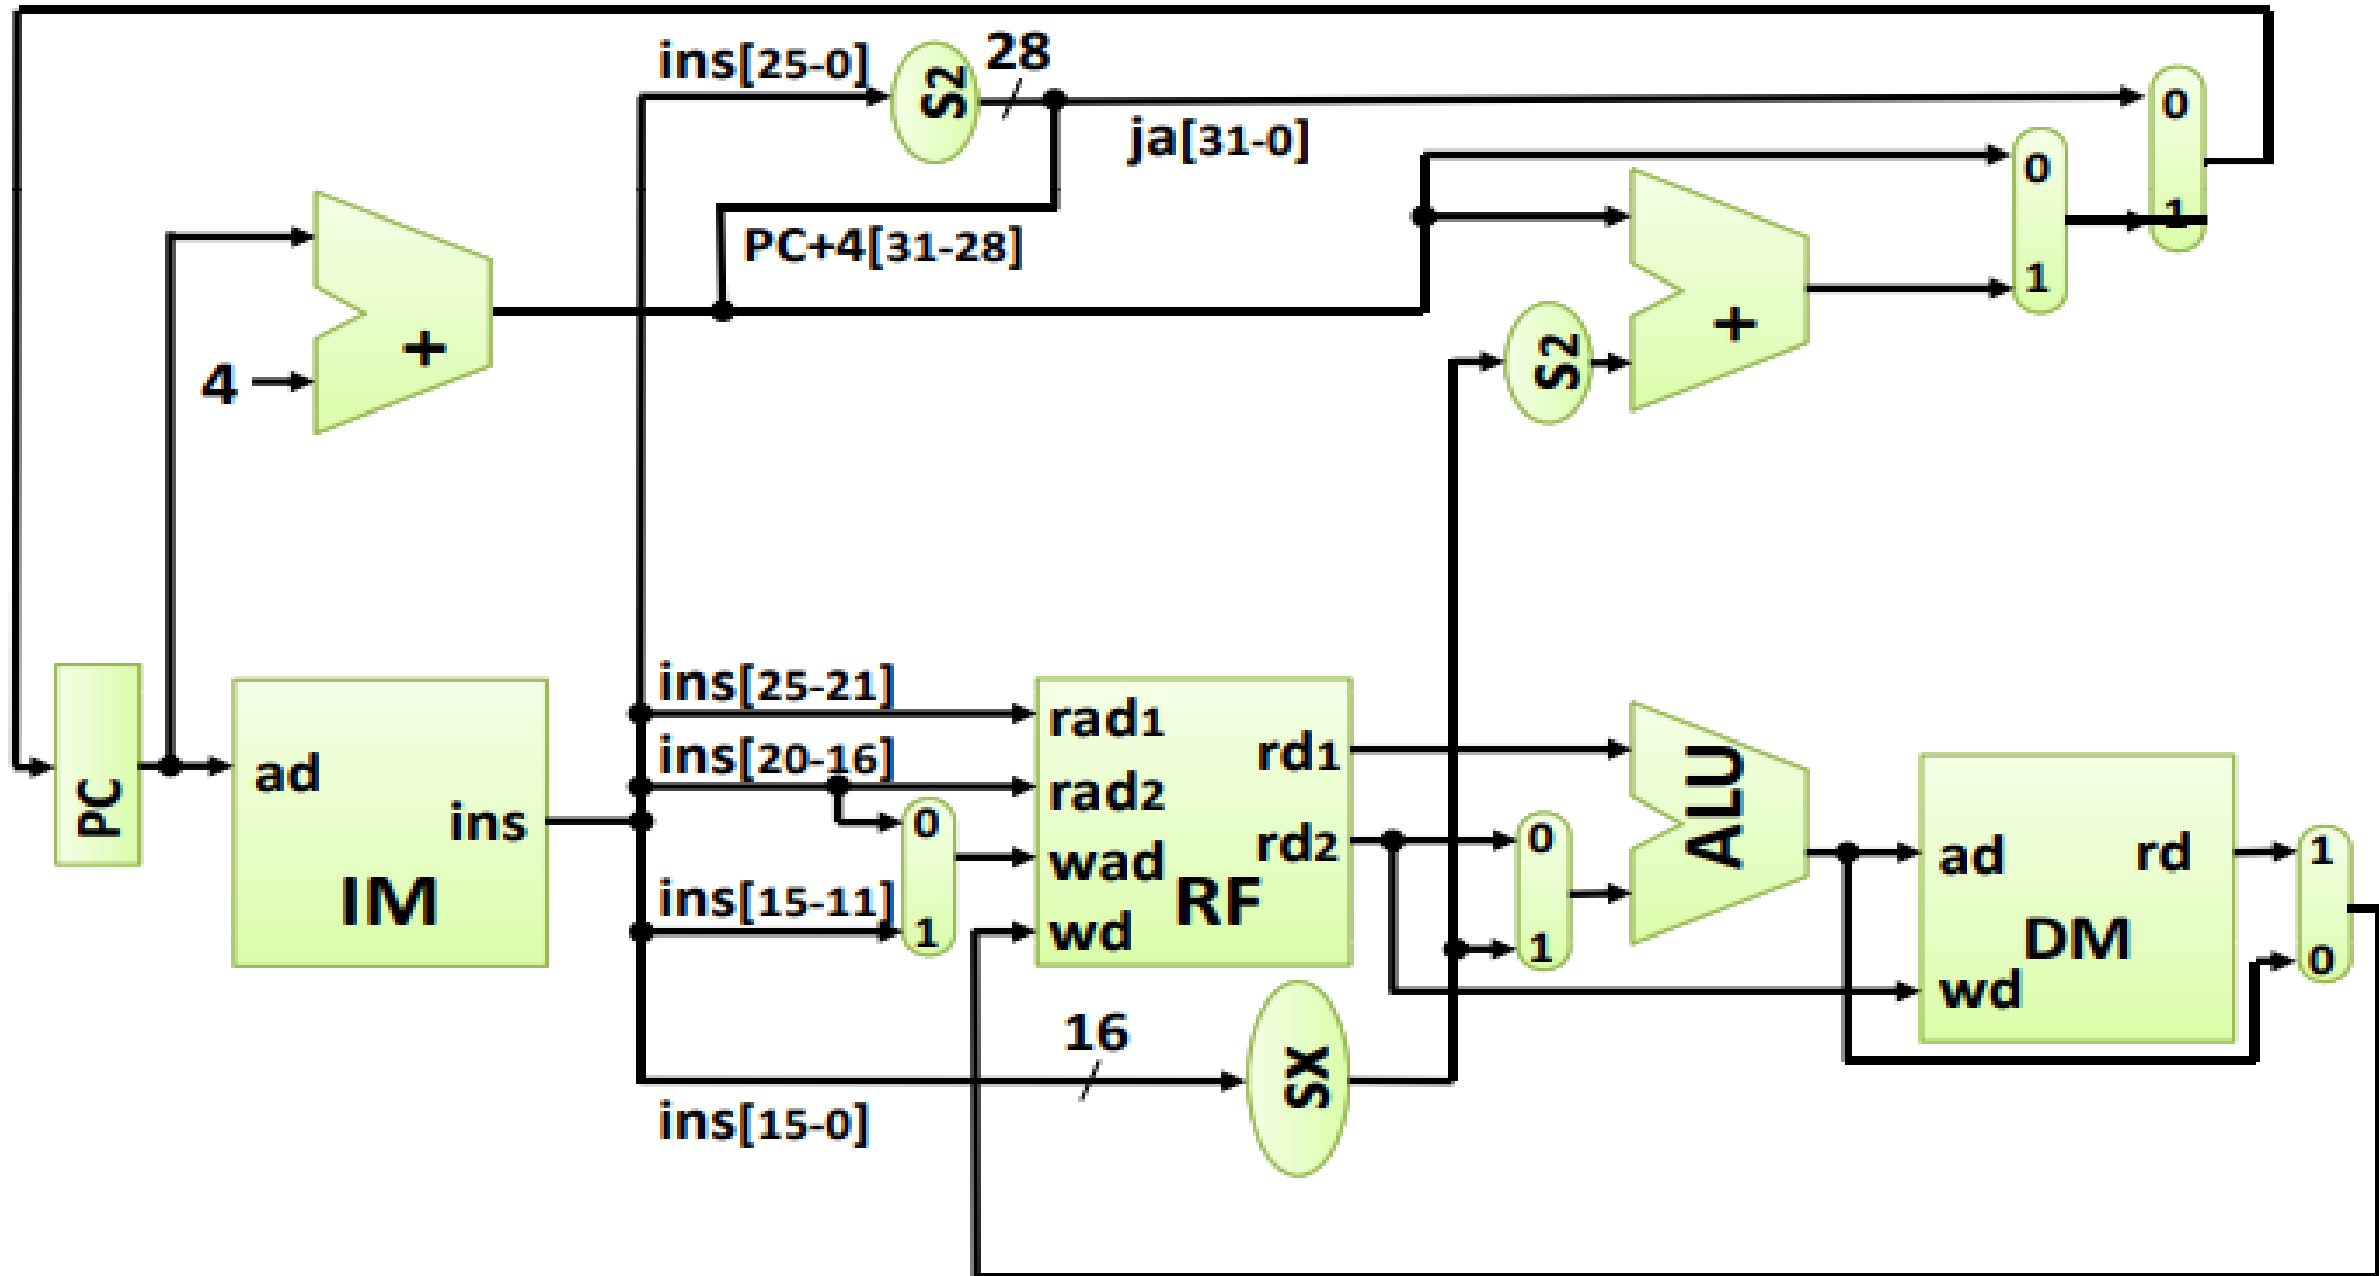 ins[25-0]
S2
28
0
ja[31-0]
0
1
PC+4[31-28]
1
+
+
S2
4
ins[25-21]
rad1
rd1
ins[20-16]
rad2
ad
PC
ins
IM
0
wad
rd2
RF
ins[15-11]
1
wd
0
1
ALU
ad
rd
1
DM
0
wd
16
SX
ins[15-0]